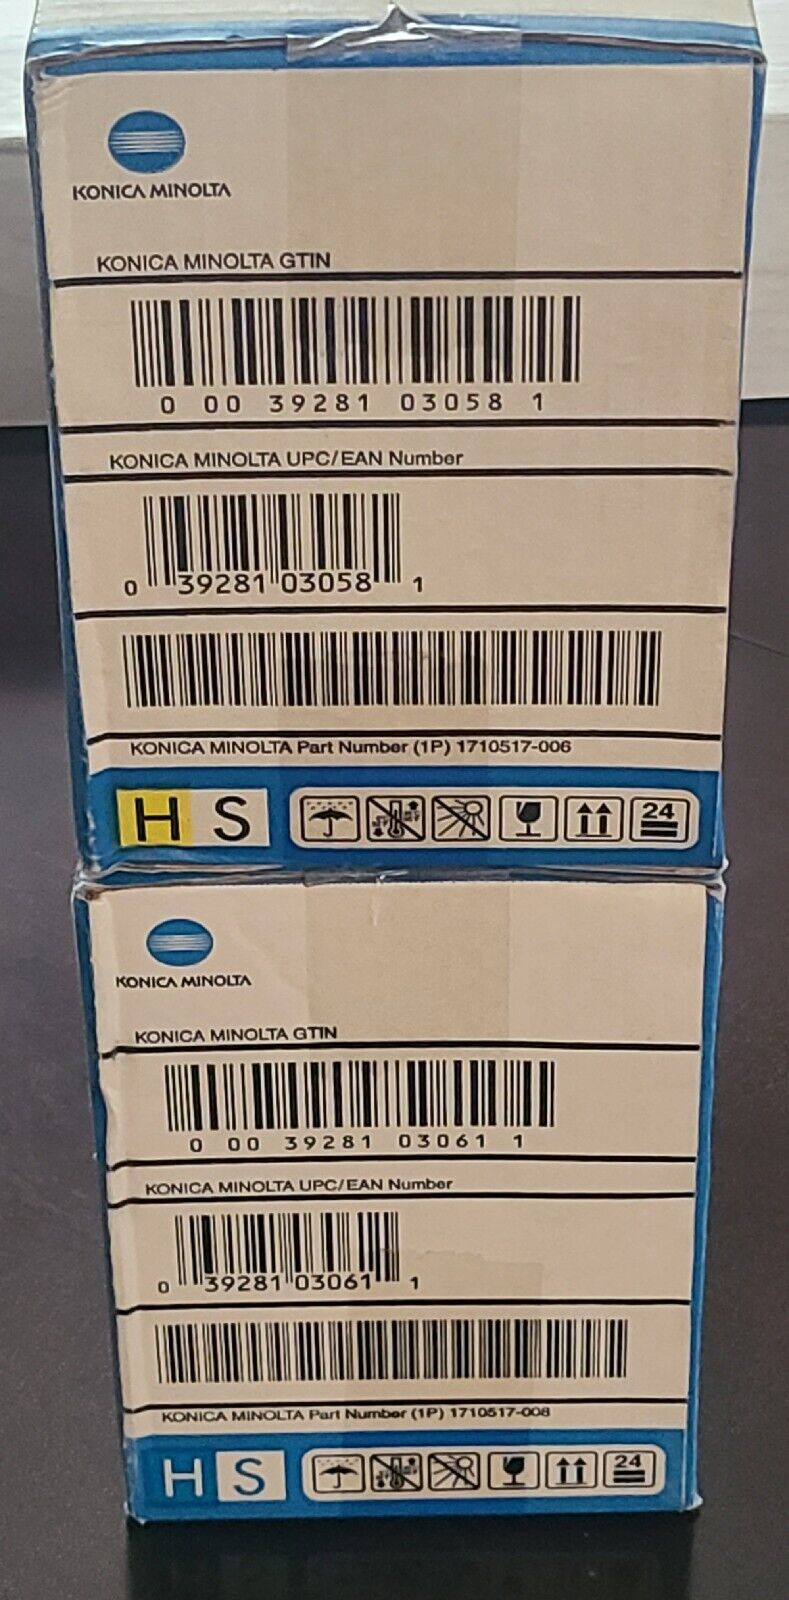 KONICA MINOLTA
KONICA MINOLTA GTIN
0 00 39281 03058 1
KONICA MINOLTA UPC/EAN Number
0 39281 03058 1
KONICA MINOLTA Part Number (1P) 1710517-006
H S
24
KONICA MINOLTA
KONICA MINOLTA GTIN
0 00 39281 03061 1
KONICA MINOLTA UPC/EAN Number
0 39281 03061 1
KONICA MINOLTA Part Number (1P) 1710517-008
H S
24